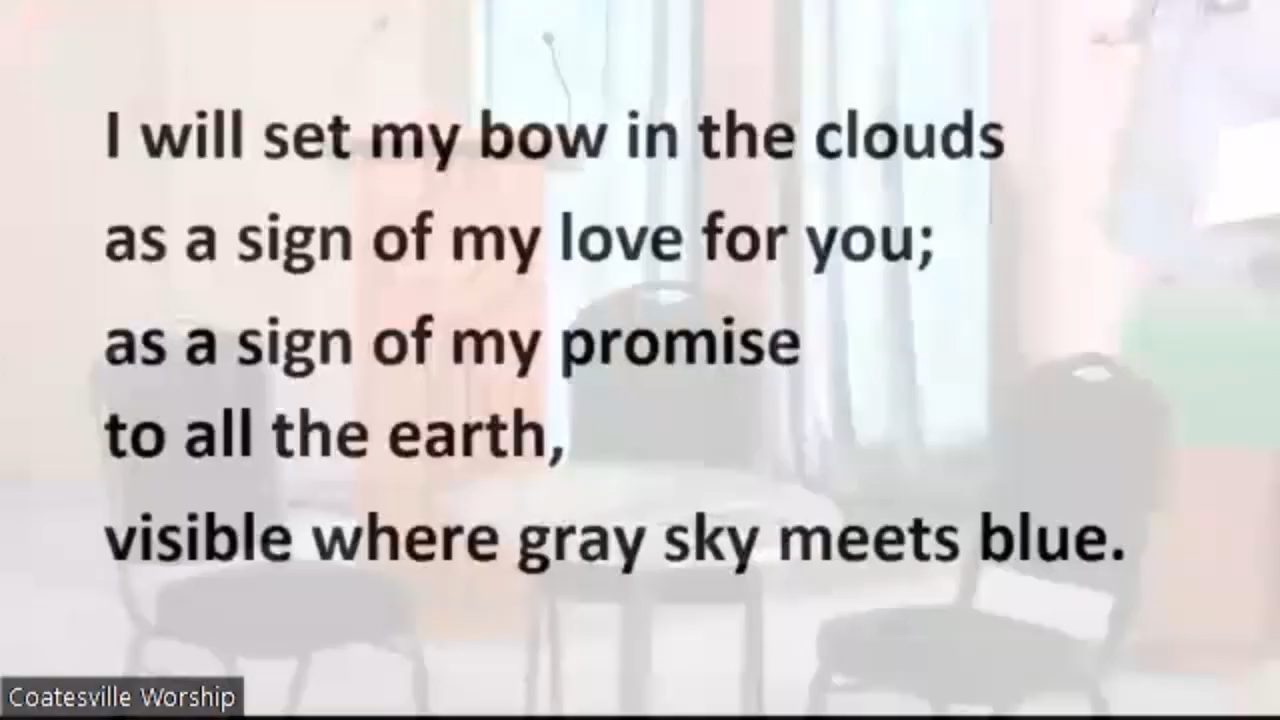 I will set my bow in the clouds
as a sign of my love for you;
as a sign of my promise
to all the earth,
visible where gray sky meets blue.
Coatesville Worship